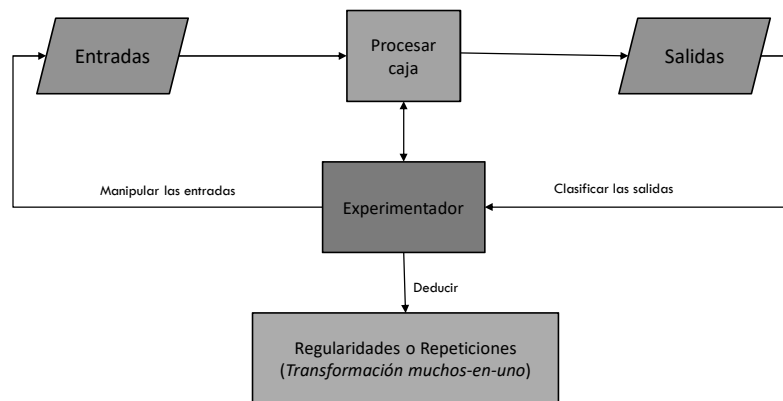 Entradas
Procesar
caja
Salidas
Manipular las entradas
Experimentador
Clasificar las salidas
Deducir
Regularidades o Repeticiones
(Transformación muchos-en-uno)